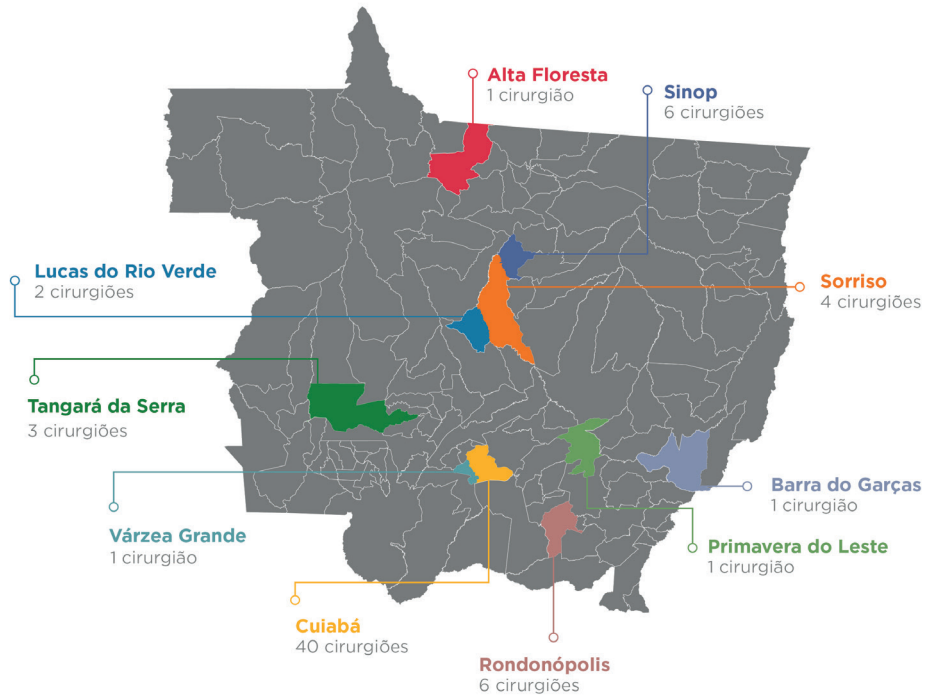 Alta Floresta
1 cirurgião
Sinop
6 cirurgiões
Lucas do Rio Verde
2 cirurgiões
Sorriso
4 cirurgiões
Tangará da Serra
3 cirurgiões
Barra do Garças
1 cirurgião
Várzea Grande
1 cirurgião
Primavera do Leste
1 cirurgião
Cuiabá
40 cirurgiões
Rondonópolis
6 cirurgiões